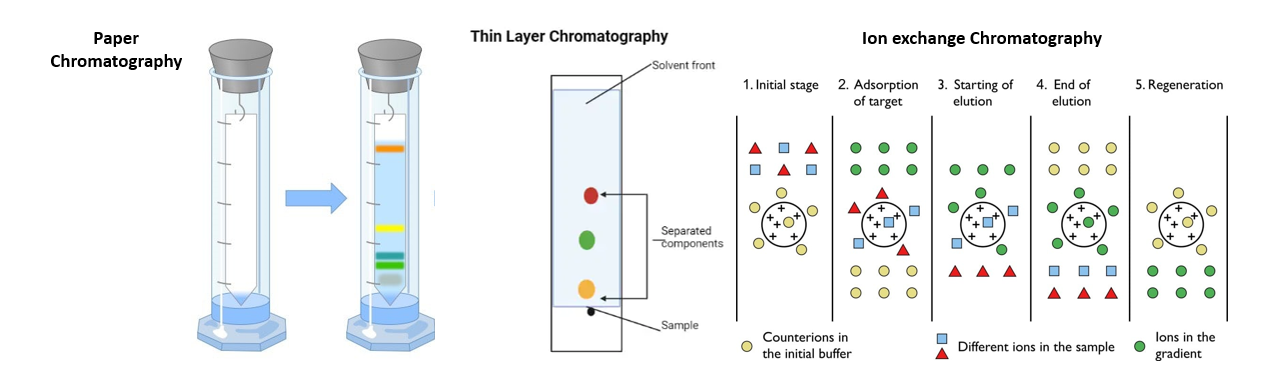 Paper
Chromatography
Thin Layer Chromatography
Solvent front
Separated
components
Sample
Ion exchange Chromatography
1. Initial stage
2. Adsorption
of target
3. Starting of
elution
4. End of
elution
5. Regeneration
Counterions in
the initial buffer
Different ions in the sample
Ions in the
gradient